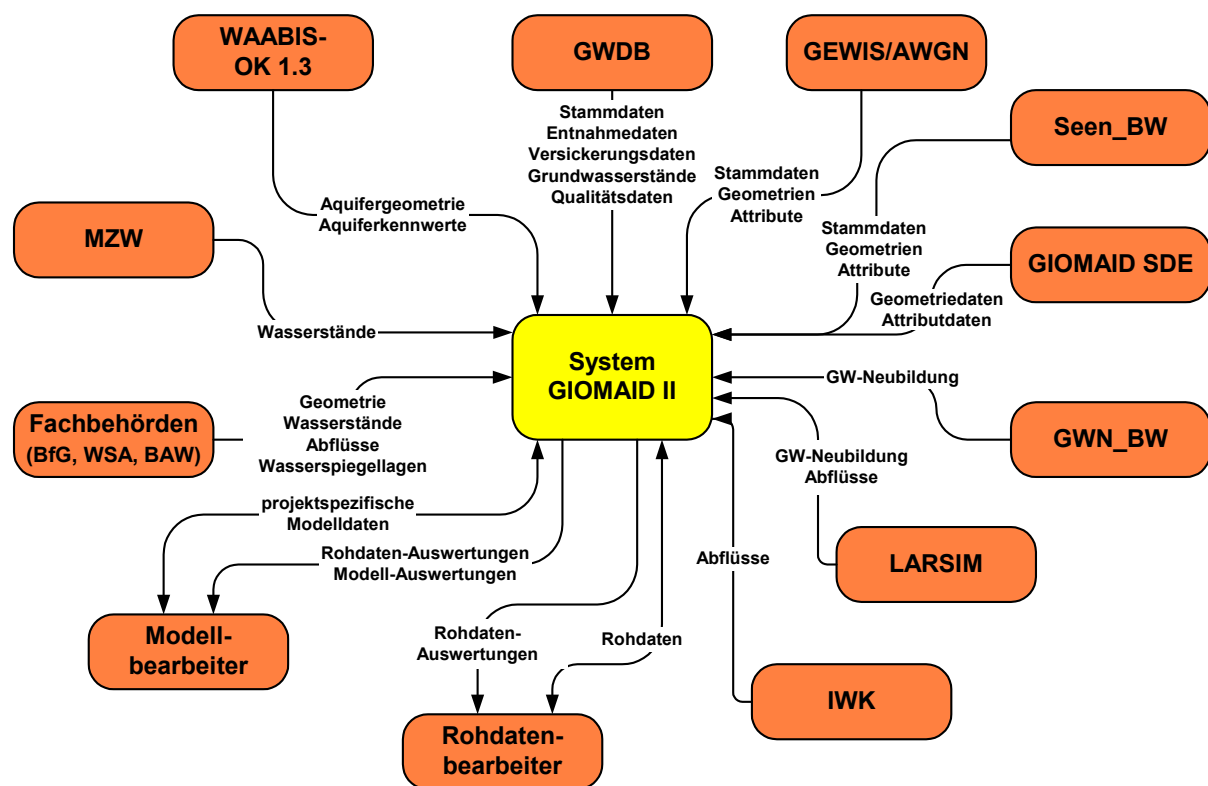 WAABIS-
OK 1.3
GWDB
GEWIS/AWGN
Seen_BW
Stammdaten
Entnahmedaten
Versickerungsdaten
Grundwasserstände
Qualitätsdaten
Stammdaten
Geometrien
Attribute
Aquifergeometrie
Aquiferkennwerte
MZW
Stammdaten
Geometrien
Attribute
GIOMAID SDE
Geometriedaten
Attributdaten
Wasserstände
System
GIOMAID II
GW-Neubildung
Fachbehörden
(BfG, WSA, BAW)
Geometrie
Wasserstände
Abflüsse
Wasserspiegellagen
GWN_BW
GW-Neubildung
Abflüsse
projektspezifische
Modelldaten
Rohdaten-Auswertungen
Modell-Auswertungen
Abflüsse
LARSIM
Modell-
bearbeiter
Rohdaten-
Auswertungen
Rohdaten
IWK
Rohdaten-
bearbeiter